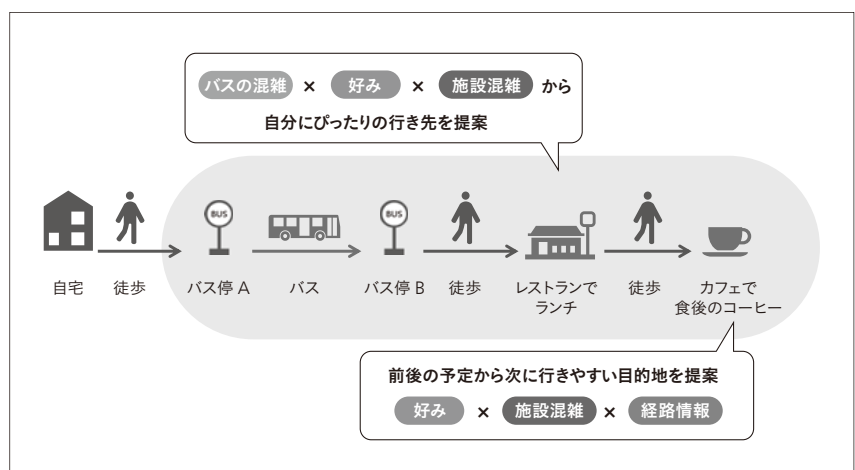 バスの混雑 × 好み × 施設混雑 から
自分にぴったりの行き先を提案
BUS
BUS
自宅
徒歩
バス停 A
バス
バス停 B
徒歩
レストランで
ランチ
徒歩
カフェで
食後のコーヒー
前後の予定から次に行きやすい目的地を提案
好み × 施設混雑 × 経路情報